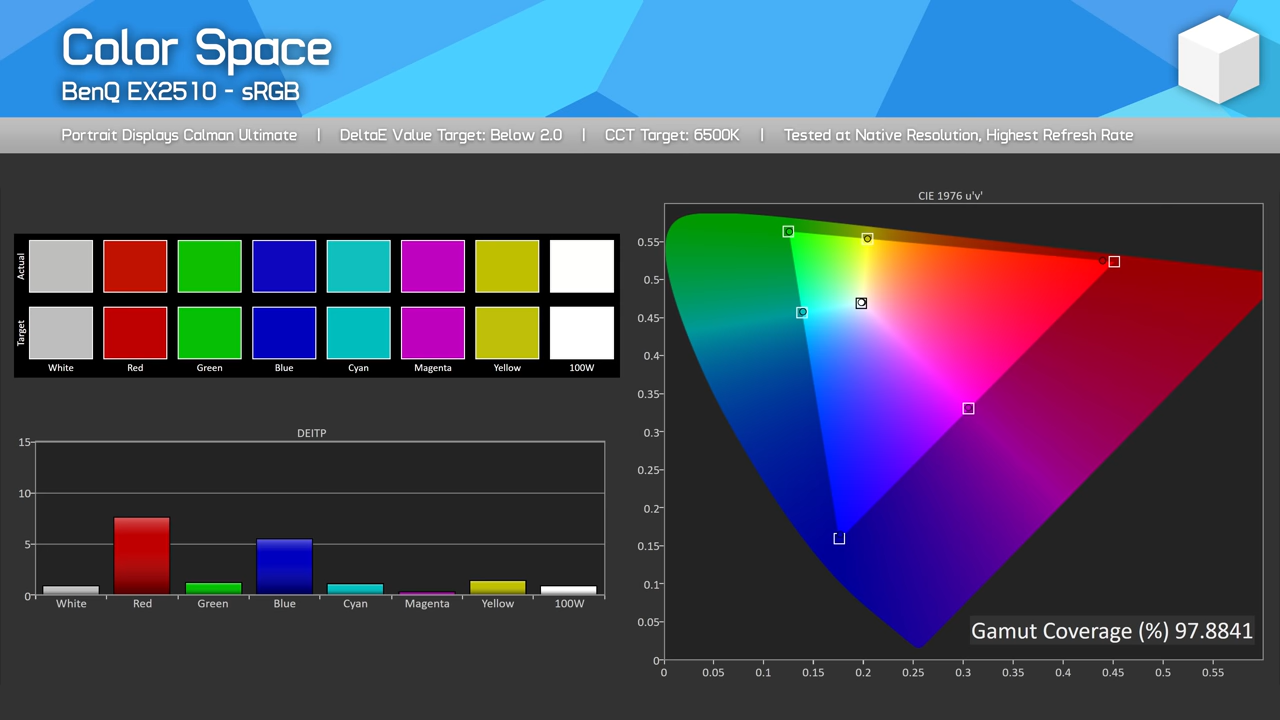 Color Space
BenQ EX2510 - sRGB
Portrait Displays Calman Ultimate | DeltaE Value Target: Below 2.0 | CCT Target: 6500K | Tested at Native Resolution, Highest Refresh Rate
Actual
Target
White Red Green Blue Cyan Magenta Yellow 100W
DEITP
15
10
5
0
White Red Green Blue Cyan Magenta Yellow 100W
CIE 1976 u'v'
0.55
0.5
0.45
0.4
0.35
0.3
0.25
0.2
0.15
0.1
0.05
0
0 0.05 0.1 0.15 0.2 0.25 0.3 0.35 0.4 0.45 0.5 0.55
Gamut Coverage (%) 97.8841